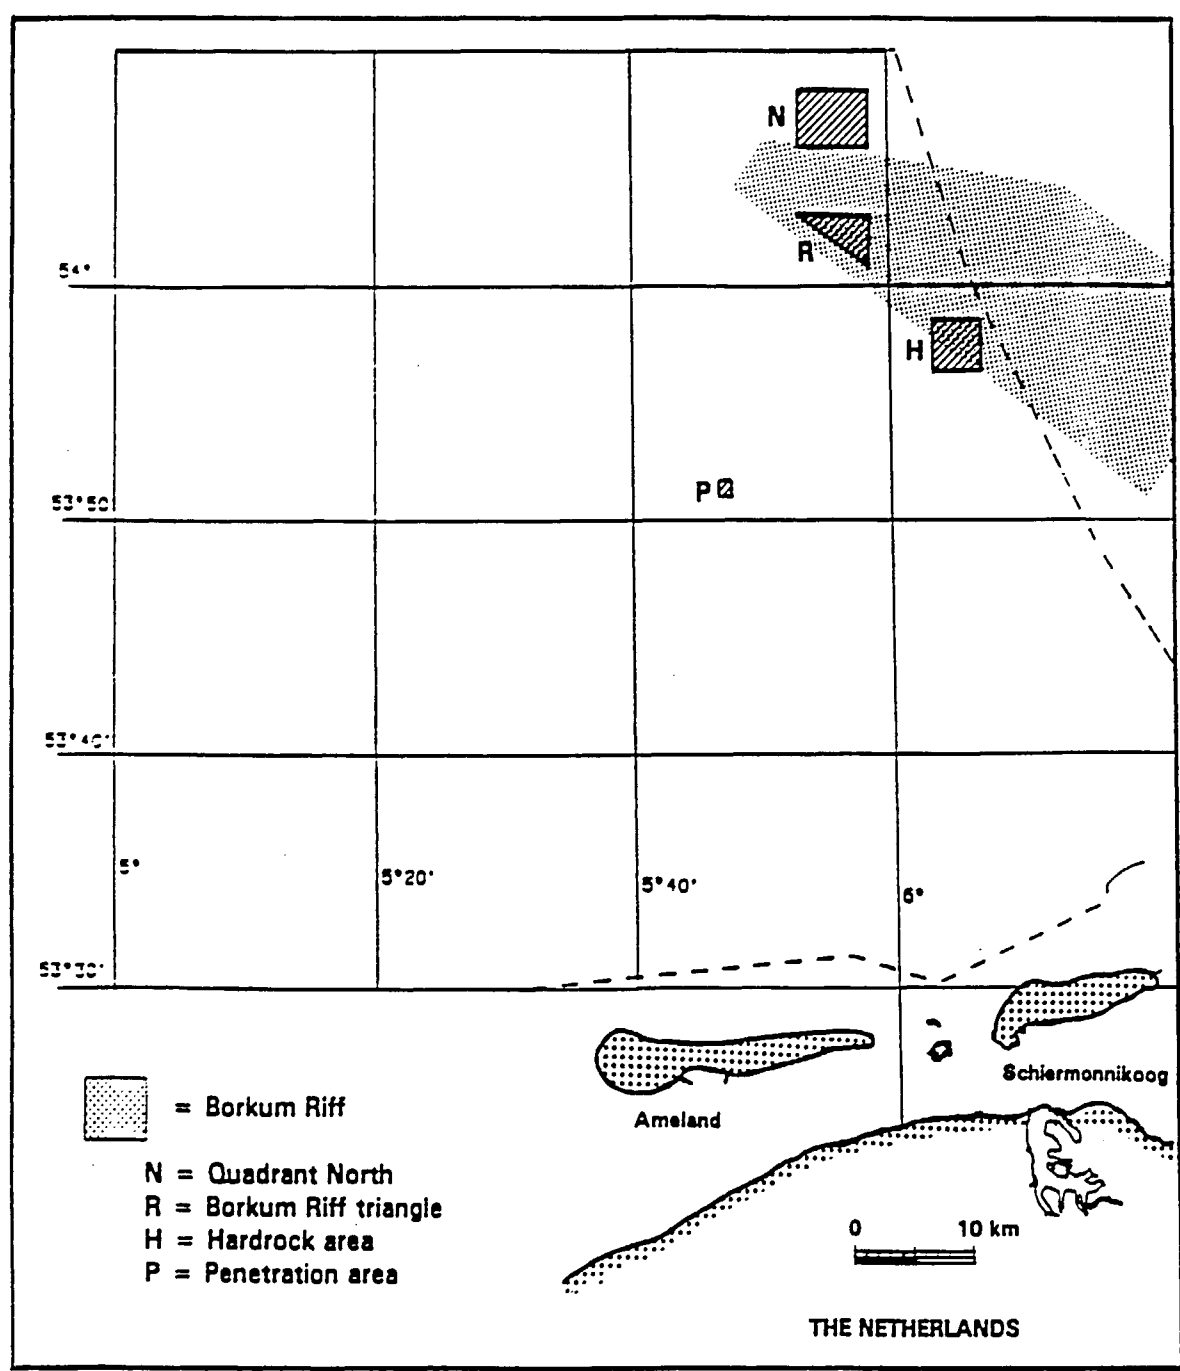 N
R
54°
H
P
53°50'
53°40'
5°
5°20'
5°40'
6°
53°30'
Schiermonnikoog
Ameland
= Borkum Riff
N = Quadrant North
R = Borkum Riff triangle
H = Hardrock area
P = Penetration area
0 10 km
THE NETHERLANDS